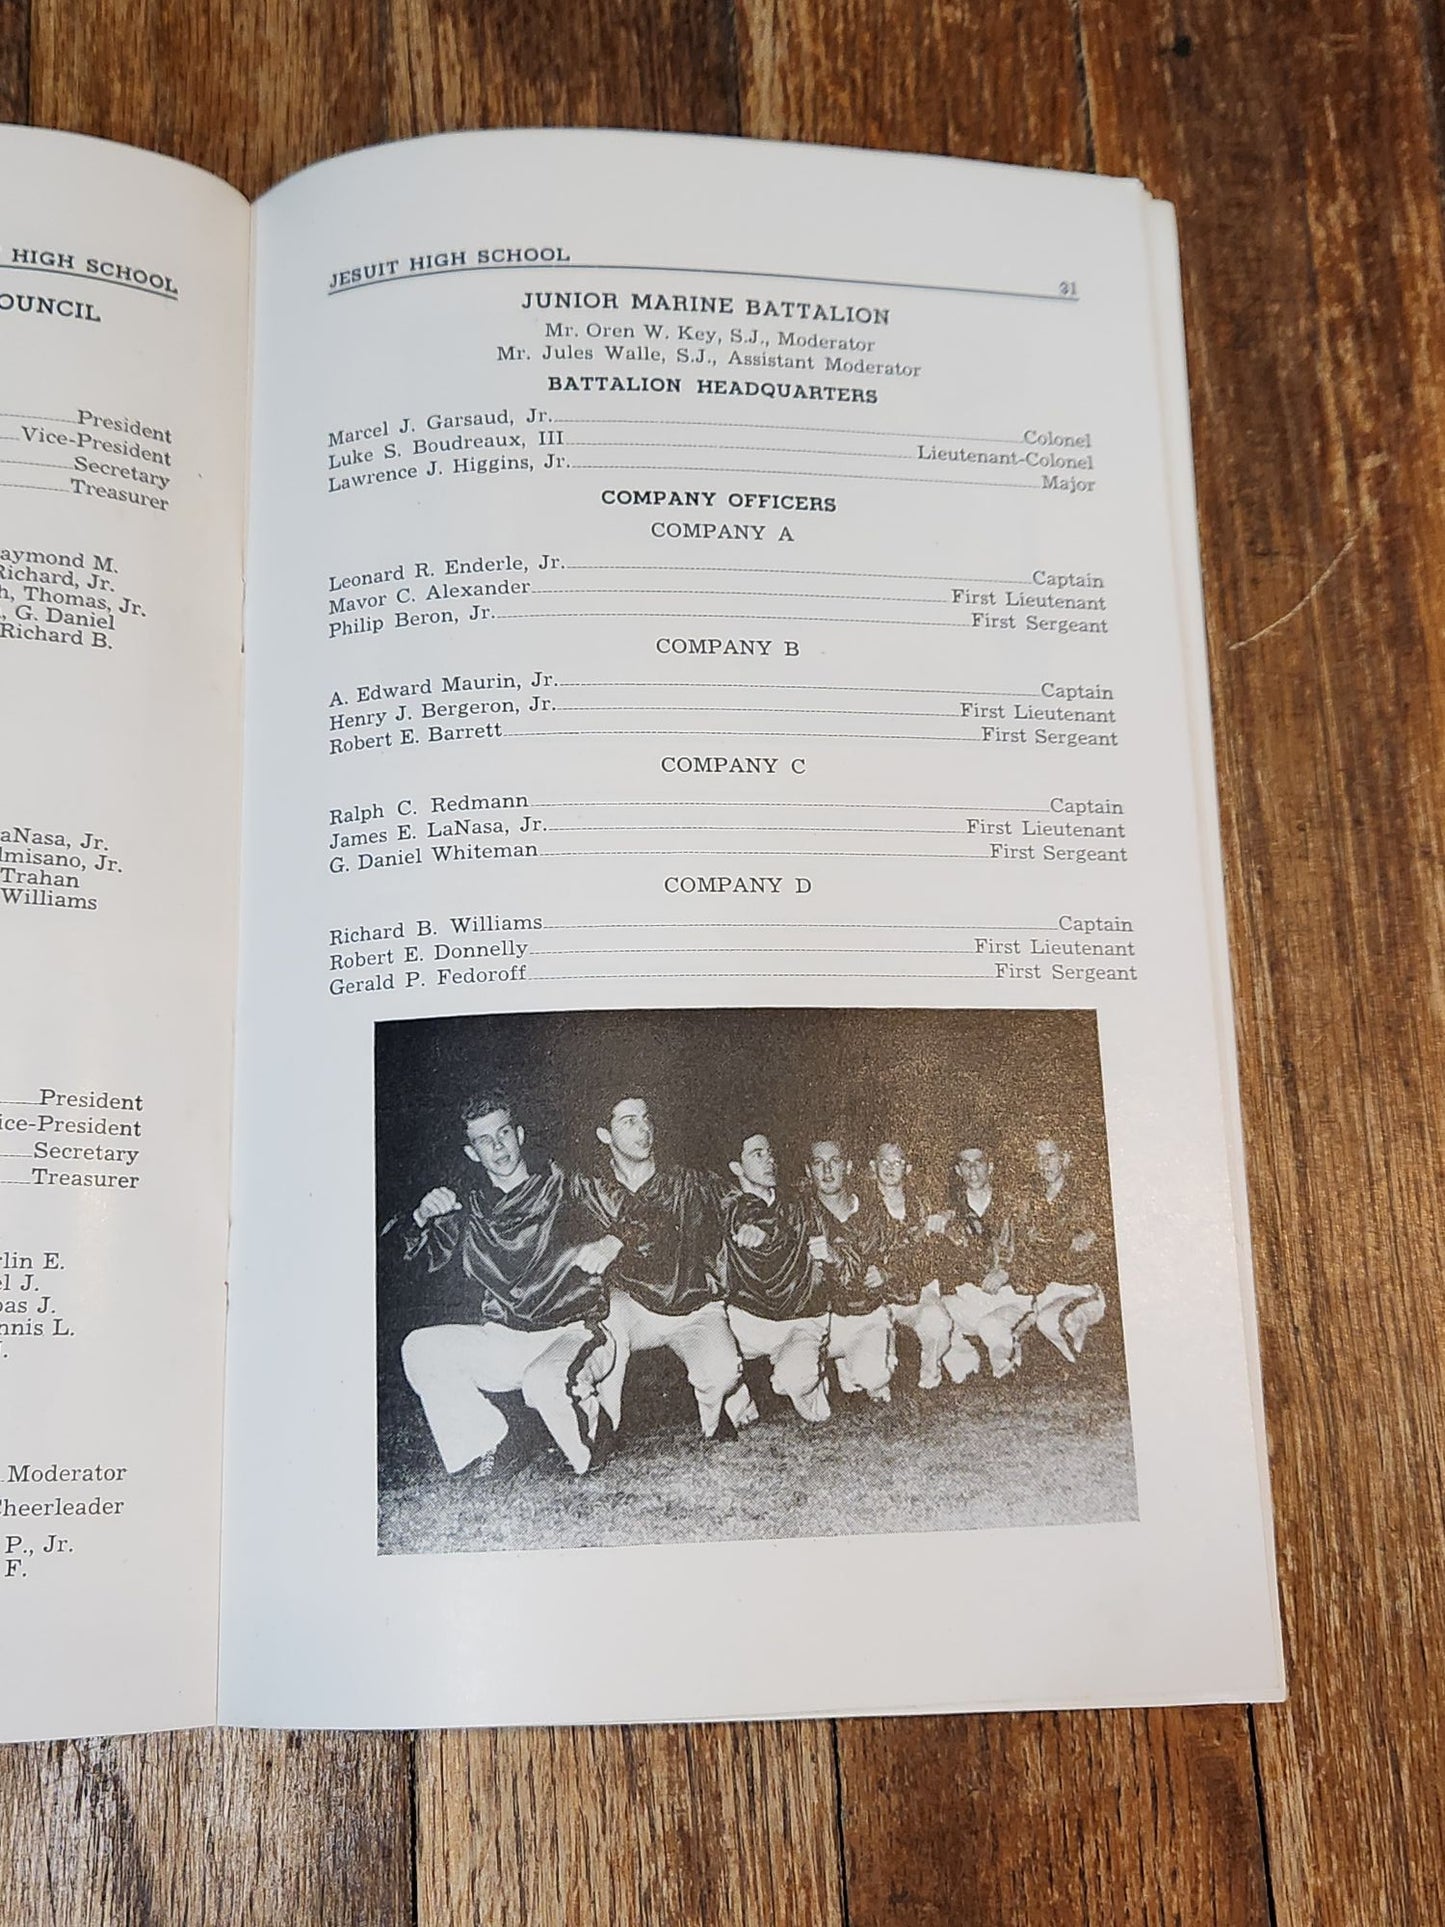 HIGH SCHOOL
OUNCIL
President
Vice-President
Secretary
Treasurer
aymond M.
Richard, Jr.
h, Thomas, Jr.
, G. Daniel
Richard B.
aNasa, Jr.
lmisano, Jr.
Trahan
Williams
President
ice-President
Secretary
Treasurer
rlin E.
el J.
bas J.
nnis L.
Moderator
Cheerleader
P., Jr.
F.
JESUIT HIGH SCHOOL 31
JUNIOR MARINE BATTALION
Mr. Oren W. Key, S.J., Moderator
Mr. Jules Walle, S.J., Assistant Moderator
BATTALION HEADQUARTERS
Marcel J. Garsaud, Jr. Colonel
Luke S. Boudreaux, III Lieutenant-Colonel
Lawrence J. Higgins, Jr. Major
COMPANY OFFICERS
COMPANY A
Leonard R. Enderle, Jr. Captain
Mavor C. Alexander First Lieutenant
Philip Beron, Jr. First Sergeant
COMPANY B
A. Edward Maurin, Jr. Captain
Henry J. Bergeron, Jr. First Lieutenant
Robert E. Barrett First Sergeant
COMPANY C
Ralph C. Redmann Captain
James E. LaNasa, Jr. First Lieutenant
G. Daniel Whiteman First Sergeant
COMPANY D
Richard B. Williams Captain
Robert E. Donnelly First Lieutenant
Gerald P. Fedoroff First Sergeant